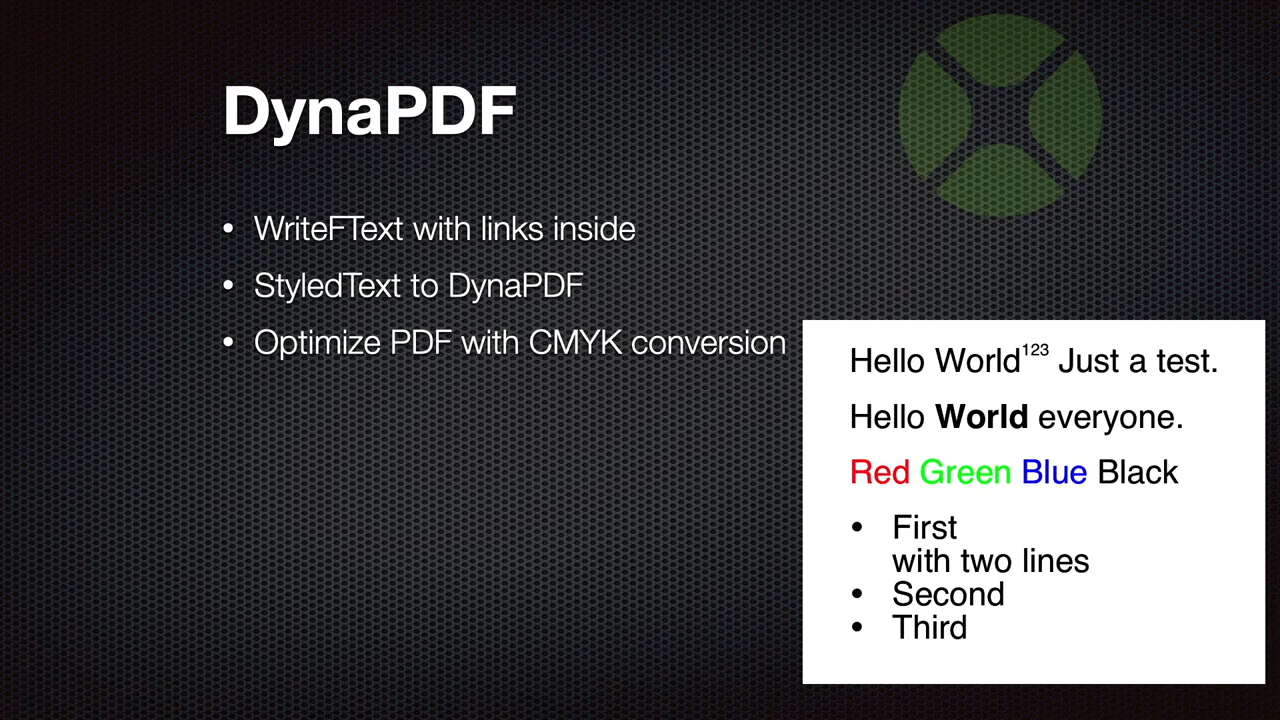 DynaPDF
• WriteFText with links inside
• StyledText to DynaPDF
• Optimize PDF with CMYK conversion
Hello World123 Just a test.
Hello World everyone.
Red Green Blue Black
• First
with two lines
• Second
• Third